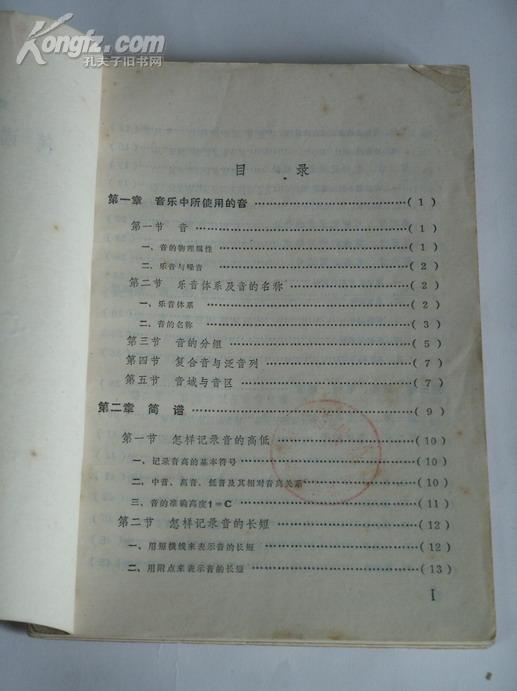 Kongfz.com
孔夫子旧书网
目 录
第一章 音乐中所使用的音……………………(1)
第一节 音……………………(1)
一、音的物理属性……………………(1)
二、乐音与噪音……………………(2)
第二节 乐音体系及音的名称……………………(2)
一、乐音体系……………………(2)
二、音的名称……………………(3)
第三节 音的分组……………………(5)
第四节 复合音与泛音列……………………(7)
第五节 音域与音区……………………(7)
第二章 简谱……………………(9)
第一节 怎样记录音的高低……………………(10)
一、记录音高的基本符号……………………(10)
二、中音、高音、低音及其相对音高关系……………………(10)
三、音的准确高度1=C……………………(11)
第二节 怎样记录音的长短……………………(12)
一、用短横线来表示音的长短……………………(12)
二、用附点来表示音的长短……………………(13)
I